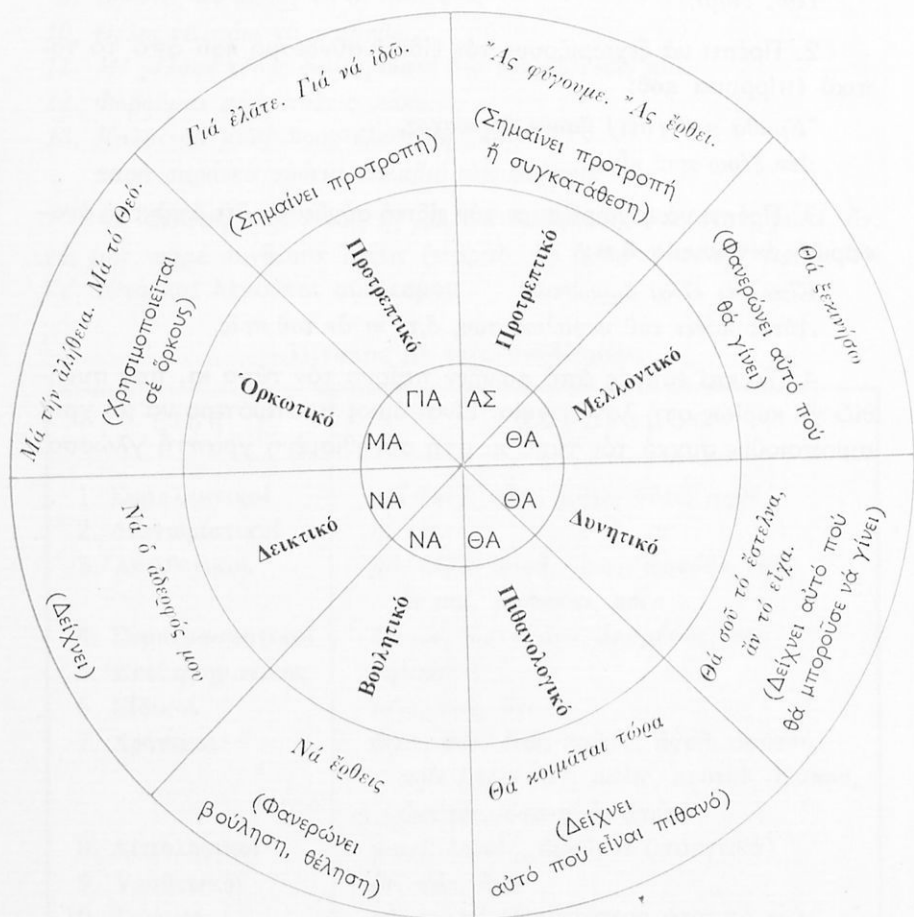 Ἄς φύγουμε. Ἄς ἔρθει.
(Σημαίνει προτροπή
ἤ συγκατάθεση)
Προτρεπτικό
ΑΣ
Θά ξεκινήσω
(Φανερώνει αὐτό πού
θά γίνει)
Μελλοντικό
ΘΑ
Θά σοῦ τό ἔστελνα,
ἄν τό εἶχα.
(Δείχνει αὐτό πού
θά μποροῦσε νά γίνει)
Δυνητικό
ΘΑ
Θά κοιμᾶται τώρα
(Δείχνει
αὐτό πού εἶναι πιθανό)
Πιθανολογικό
ΘΑ
Νά ἔρθεις
(Φανερώνει
βούληση, θέληση)
Βουλητικό
ΝΑ
Νά ὁ ἀδερφός μου
(Δείχνει)
Δεικτικό
ΝΑ
Μά τήν ἀλήθεια. Μά τό Θεό.
(Χρησιμοποιεῖται
σέ ὅρκους)
Ὁρκωτικό
ΜΑ
Γιά ἐλᾶτε. Γιά νά ἰδῶ.
(Σημαίνει προτροπή)
Προτρεπτικό
ΓΙΑ